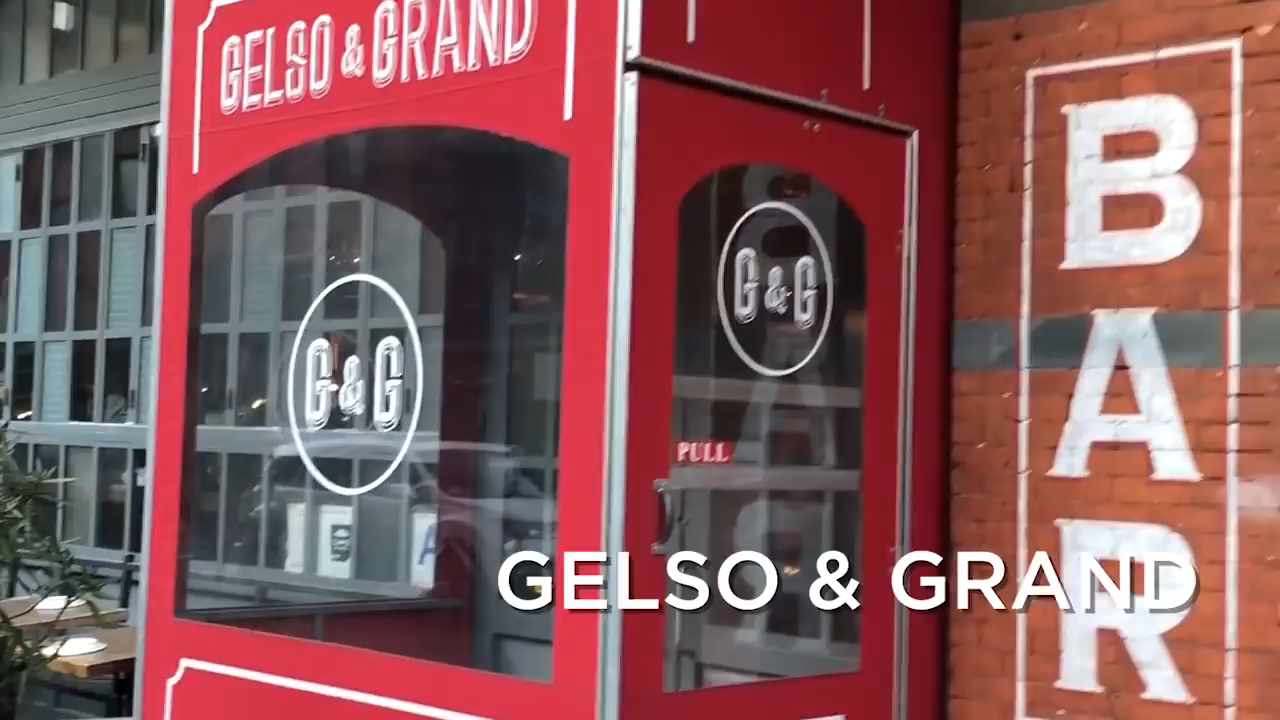 GELSO & GRAND
G & G
G & G
PULL
A
BAR
GELSO & GRAND